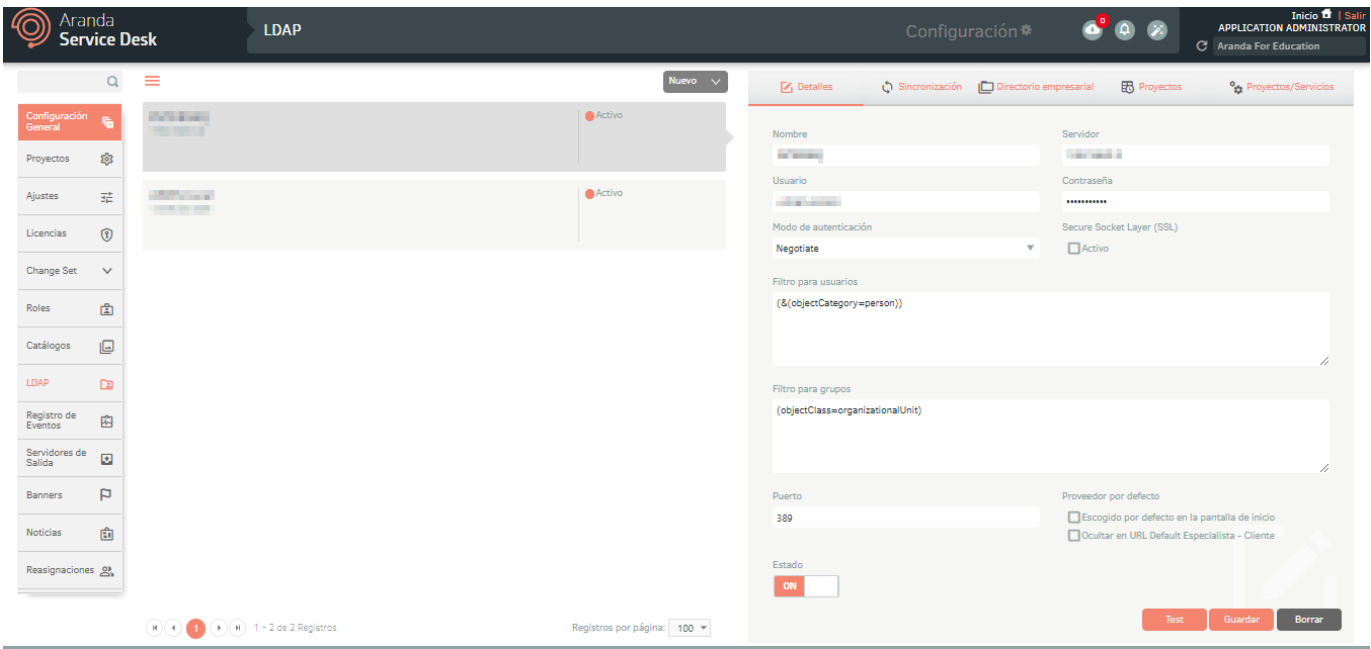 Aranda
Service Desk
LDAP
Configuración
0
Inicio | Salir
APPLICATION ADMINISTRATOR
Aranda For Education
Configuración
General
Proyectos
Ajustes
Licencias
Change Set
Roles
Catálogos
LDAP
Registro de
Eventos
Servidores de
Salida
Banners
Noticias
Reasignaciones
Nuevo
Activo
Activo
1
1 - 2 de 2 Registros
Registros por página: 100
Detalles
Sincronización
Directorio empresarial
Proyectos
Proyectos/Servicios
Nombre
Servidor
Usuario
Contraseña
•••••••••••
Modo de autenticación
Secure Socket Layer (SSL)
Negotiate
Activo
Filtro para usuarios
(&(objectCategory=person))
Filtro para grupos
(objectClass=organizationalUnit)
Puerto
Proveedor por defecto
389
Escogido por defecto en la pantalla de inicio
Ocultar en URL Default Especialista - Cliente
Estado
ON
Test
Guardar
Borrar